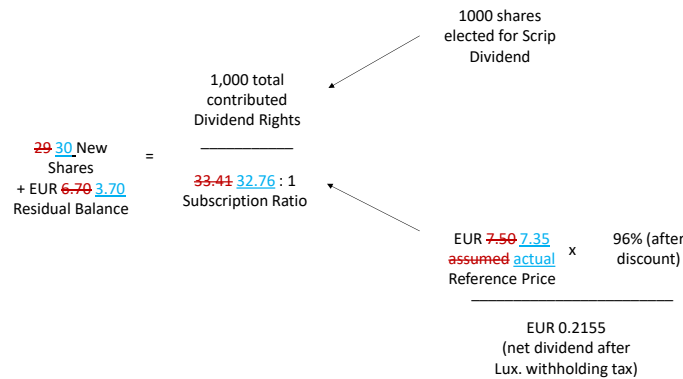 1000 shares
elected for Scrip
Dividend
1,000 total
contributed
Dividend Rights
29 30 New
Shares
+ EUR 6.70 3.70
Residual Balance
=
33.41 32.76 : 1
Subscription Ratio
EUR 7.50 7.35
assumed actual
Reference Price
x
96% (after
discount)
EUR 0.2155
(net dividend after
Lux. withholding tax)